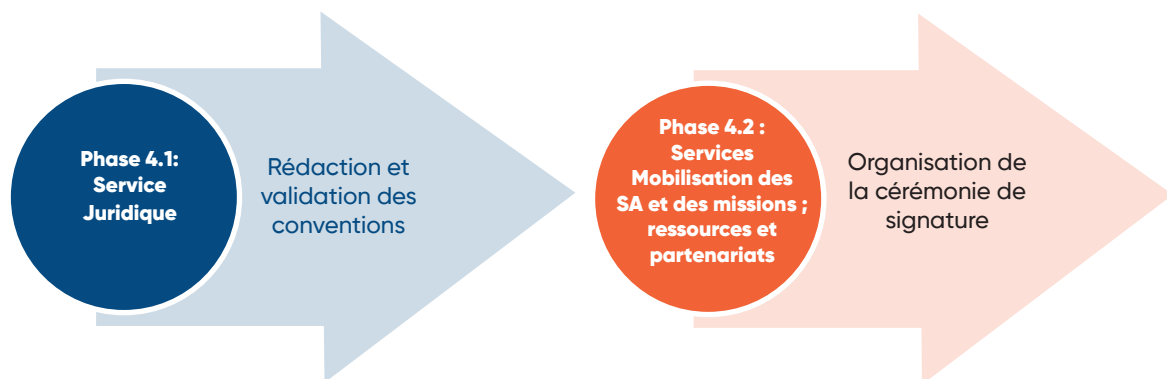 Phase 4.1:
Service
Juridique
Rédaction et
validation des
conventions
Phase 4.2 :
Services
Mobilisation des
SA et des missions ;
ressources et
partenariats
Organisation de
la cérémonie de
signature